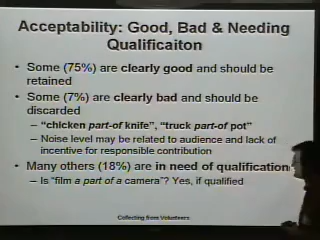 Acceptability: Good, Bad & Needing
Qualificaiton
• Some (75%) are clearly good and should be
retained
• Some (7%) are clearly bad and should be
discarded
– "chicken part-of knife", "truck part-of pot"
– Noise level may be related to audience and lack of
incentive for responsible contribution
• Many others (18%) are in need of qualification
– Is "film a part of a camera"? Yes, if qualified
Collecting from Volunteers